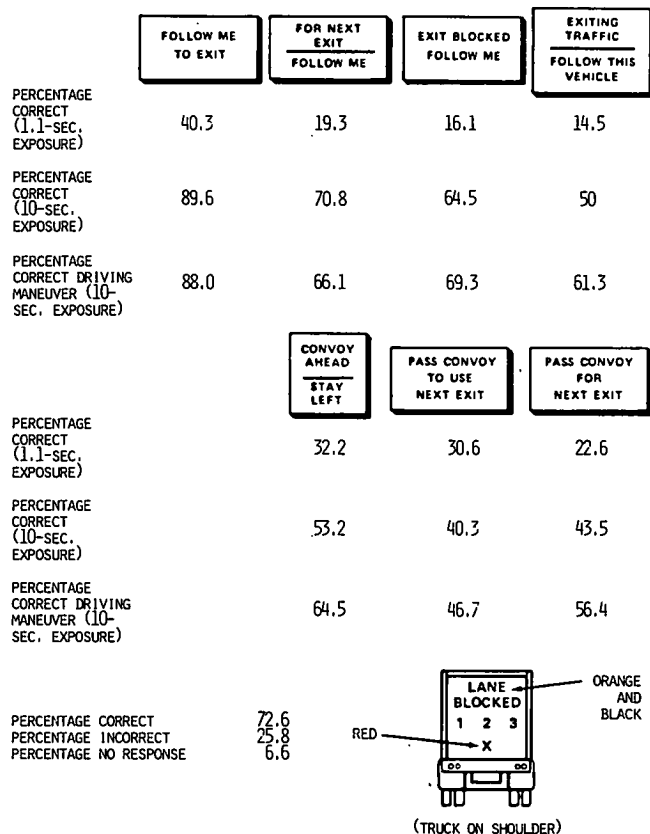 FOLLOW ME
TO EXIT
FOR NEXT
EXIT
FOLLOW ME
EXIT BLOCKED
FOLLOW ME
EXITING
TRAFFIC
FOLLOW THIS
VEHICLE
PERCENTAGE
CORRECT
(1.1-SEC.
EXPOSURE)
40.3 19.3 16.1 14.5
PERCENTAGE
CORRECT
(10-SEC.
EXPOSURE)
89.6 70.8 64.5 50
PERCENTAGE
CORRECT DRIVING
MANEUVER (10-
SEC. EXPOSURE)
88.0 66.1 69.3 61.3
CONVOY
AHEAD
STAY
LEFT
PASS CONVOY
TO USE
NEXT EXIT
PASS CONVOY
FOR
NEXT EXIT
PERCENTAGE
CORRECT
(1.1-SEC.
EXPOSURE)
32.2 30.6 22.6
PERCENTAGE
CORRECT
(10-SEC.
EXPOSURE)
53.2 40.3 43.5
PERCENTAGE
CORRECT DRIVING
MANEUVER (10-
SEC. EXPOSURE)
64.5 46.7 56.4
PERCENTAGE CORRECT 72.6
PERCENTAGE INCORRECT 25.8
PERCENTAGE NO RESPONSE 6.6
RED
LANE
BLOCKED
1 2 3
X
ORANGE
AND
BLACK
(TRUCK ON SHOULDER)